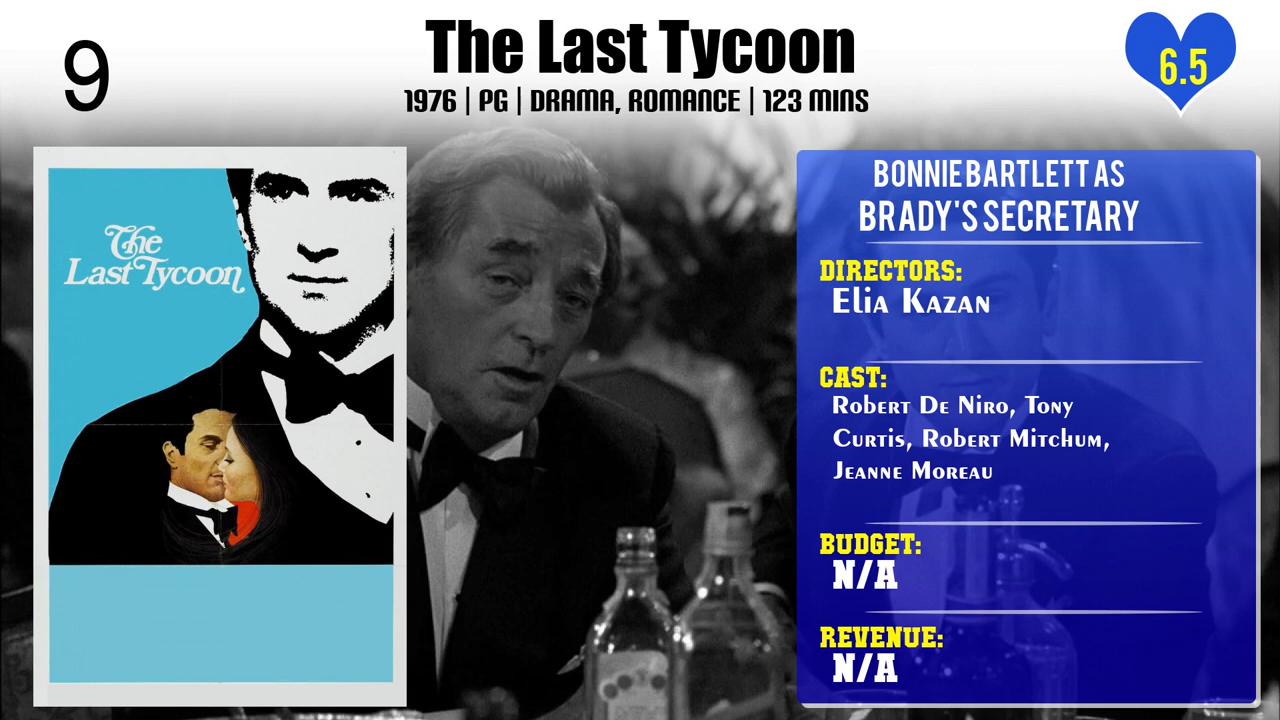 9
The Last Tycoon
1976 | PG | DRAMA, ROMANCE | 123 MINS
6.5
The
Last Tycoon
BONNIE BARTLETT AS
BRADY'S SECRETARY
DIRECTORS:
Elia Kazan
CAST:
Robert De Niro, Tony
Curtis, Robert Mitchum,
Jeanne Moreau
BUDGET:
N/A
REVENUE:
N/A